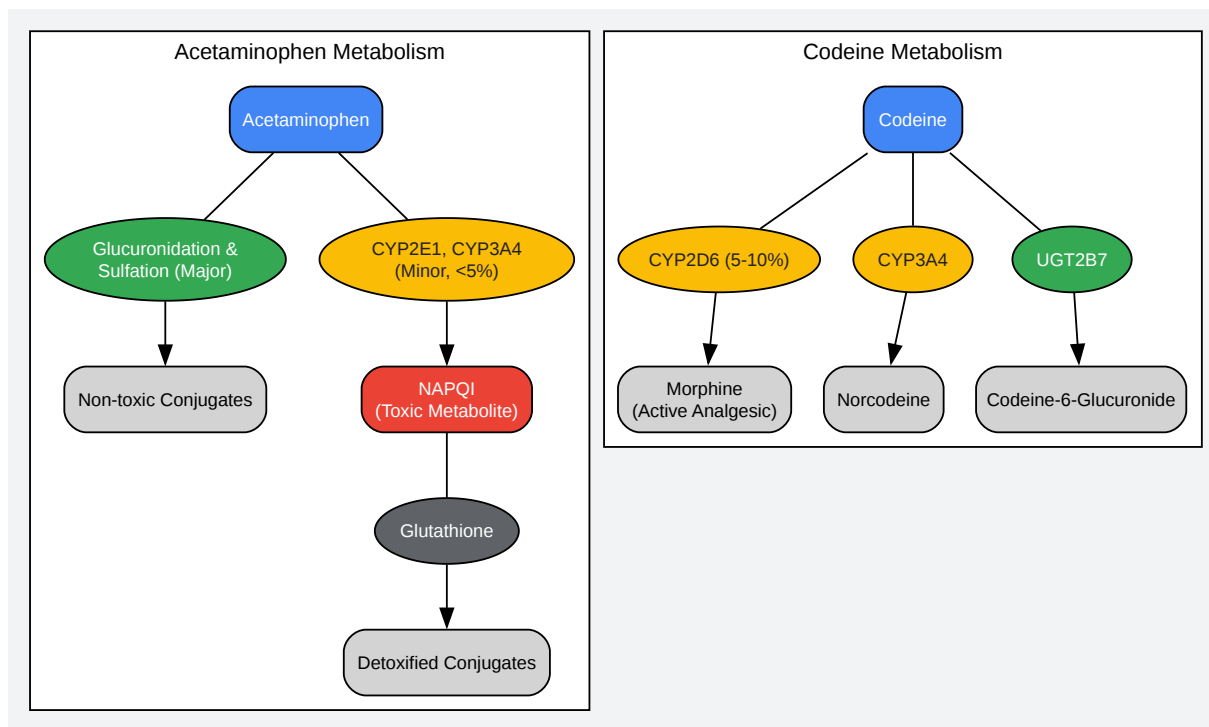 Acetaminophen Metabolism
Acetaminophen
Glucuronidation &
Sulfation (Major)
CYP2E1, CYP3A4
(Minor, <5%)
Non-toxic Conjugates
NAPQI
(Toxic Metabolite)
Glutathione
Detoxified Conjugates
Codeine Metabolism
Codeine
CYP2D6 (5-10%)
CYP3A4
UGT2B7
Morphine
(Active Analgesic)
Norcodeine
Codeine-6-Glucuronide